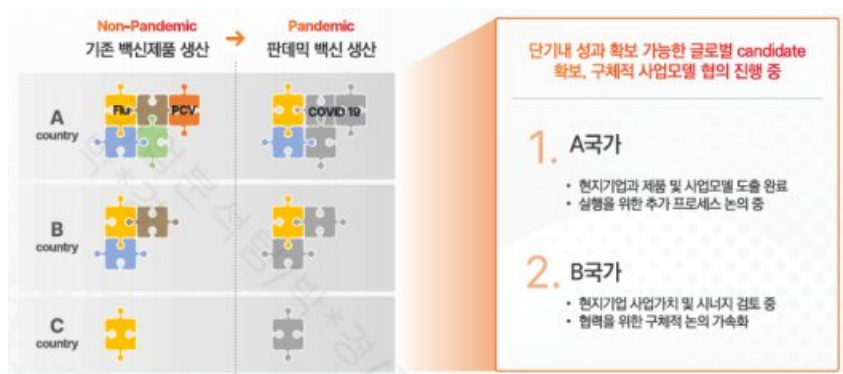 Non-Pandemic
기존 백신제품 생산
→
Pandemic
판데믹 백신 생산
A
country
Flu
PCV
COVID 19
B
country
C
country
단기내 성과 확보 가능한 글로벌 candidate
확보, 구체적 사업모델 협의 진행 중
1. A국가
• 현지기업과 제품 및 사업모델 도출 완료
• 실행을 위한 추가 프로세스 논의 중
2. B국가
• 현지기업 사업가치 및 시너지 검토 중
• 협력을 위한 구체적 논의 가속화